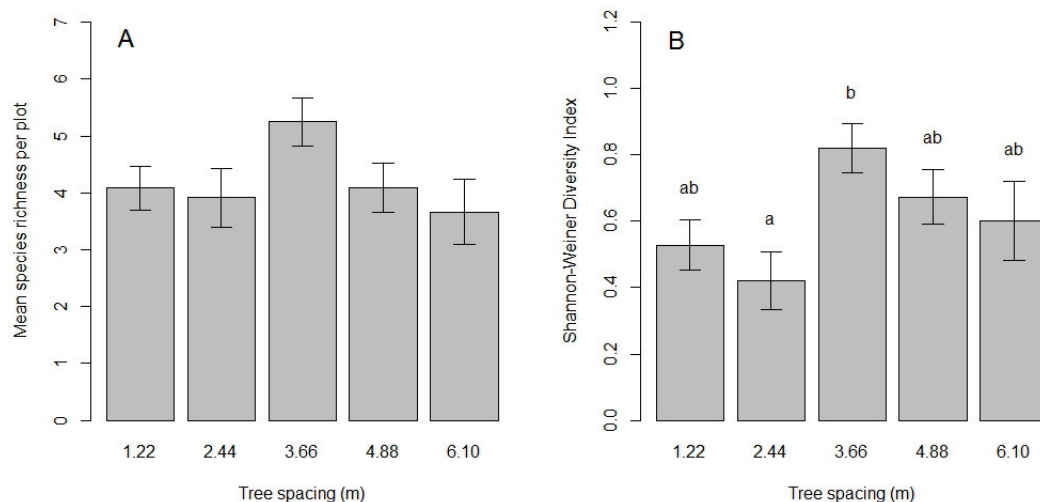 A
Mean species richness per plot
7
6
5
4
3
2
1
0
1.22 2.44 3.66 4.88 6.10
Tree spacing (m)
B
Shannon-Weiner Diversity Index
1.2
1.0
0.8
0.6
0.4
0.2
0.0
ab a b ab ab
1.22 2.44 3.66 4.88 6.10
Tree spacing (m)